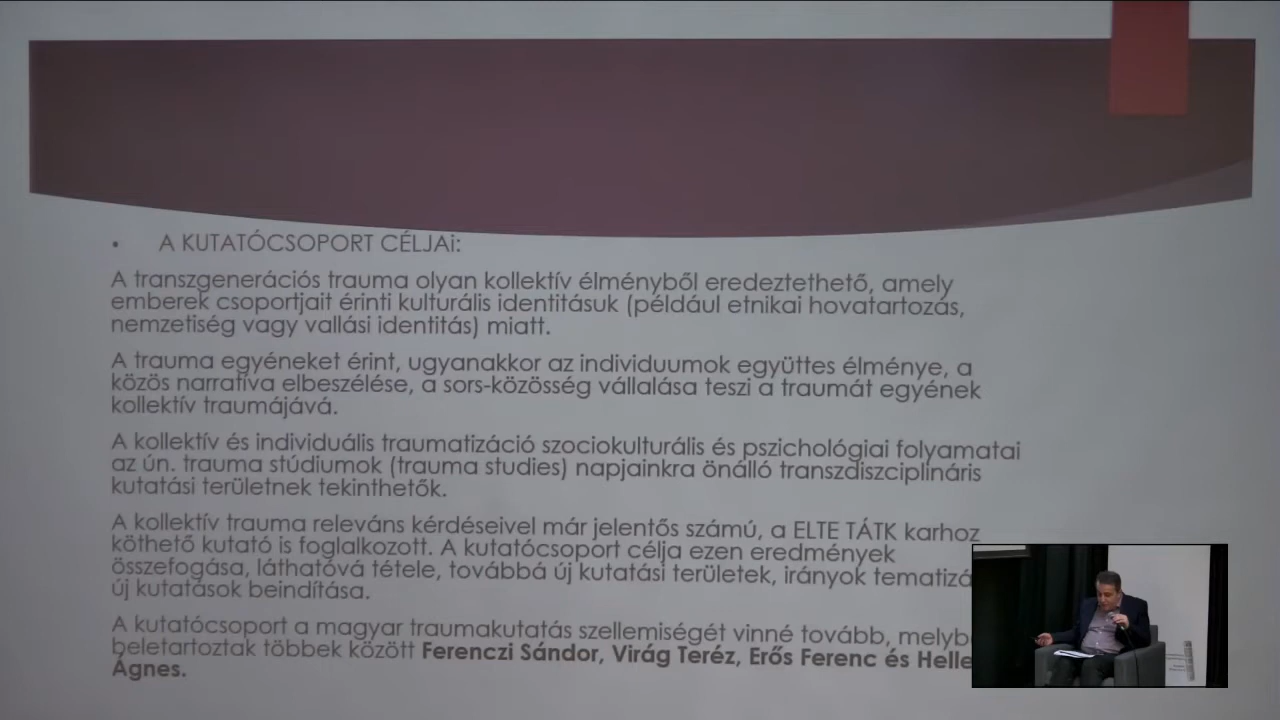 • A KUTATÓCSOPORT CÉLJAi:
A transzgenerációs trauma olyan kollektív élményből eredeztethető, amely
emberek csoportjait érinti kulturális identitásuk (például etnikai hovatartozás,
nemzetiség vagy vallási identitás) miatt.
A trauma egyéneket érint, ugyanakkor az individuumok együttes élménye, a
közös narratíva elbeszélése, a sors-közösség vállalása teszi a traumát egyének
kollektív traumájává.
A kollektív és individuális traumatizáció szociokulturális és pszichológiai folyamatai
az ún. trauma stúdiumok (trauma studies) napjainkra önálló transzdiszciplináris
kutatási területnek tekinthetők.
A kollektív trauma releváns kérdéseivel már jelentős számú, a ELTE TÁTK karhoz
köthető kutató is foglalkozott. A kutatócsoport célja ezen eredmények
összefogása, láthatóvá tétele, továbbá új kutatási területek, irányok tematizá
új kutatások beindítása.
A kutatócsoport a magyar traumakutatás szellemiségét vinné tovább, melyb
beletartoztak többek között Ferenczi Sándor, Virág Teréz, Erős Ferenc és Helle
Ágnes.